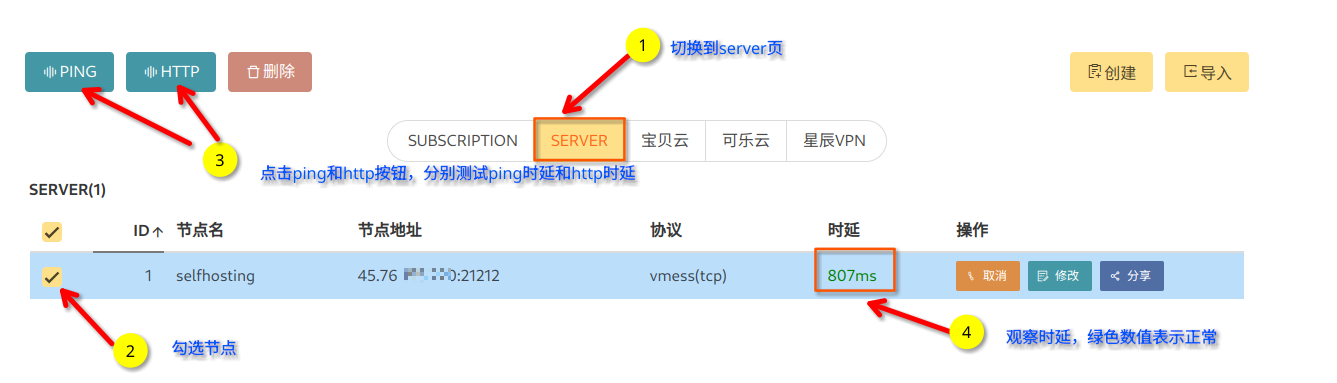 1 切换到server页
PING HTTP 删除 创建 导入
SUBSCRIPTION SERVER 宝贝云 可乐云 星辰VPN
3 点击ping和http按钮，分别测试ping时延和http时延
SERVER(1)
ID 节点名 节点地址 协议 时延 操作
1 selfhosting 45.76 0:21212 vmess(tcp) 807ms 取消 修改 分享
2 勾选节点
4 观察时延，绿色数值表示正常